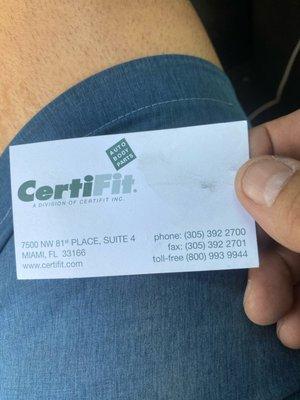 AUTO
BODY
PARTS
CertiFit®
A DIVISION OF CERTIFIT INC.
7500 NW 81st PLACE, SUITE 4
MIAMI, FL 33166
www.certifit.com
phone: (305) 392 2700
fax: (305) 392 2701
toll-free (800) 993 9944